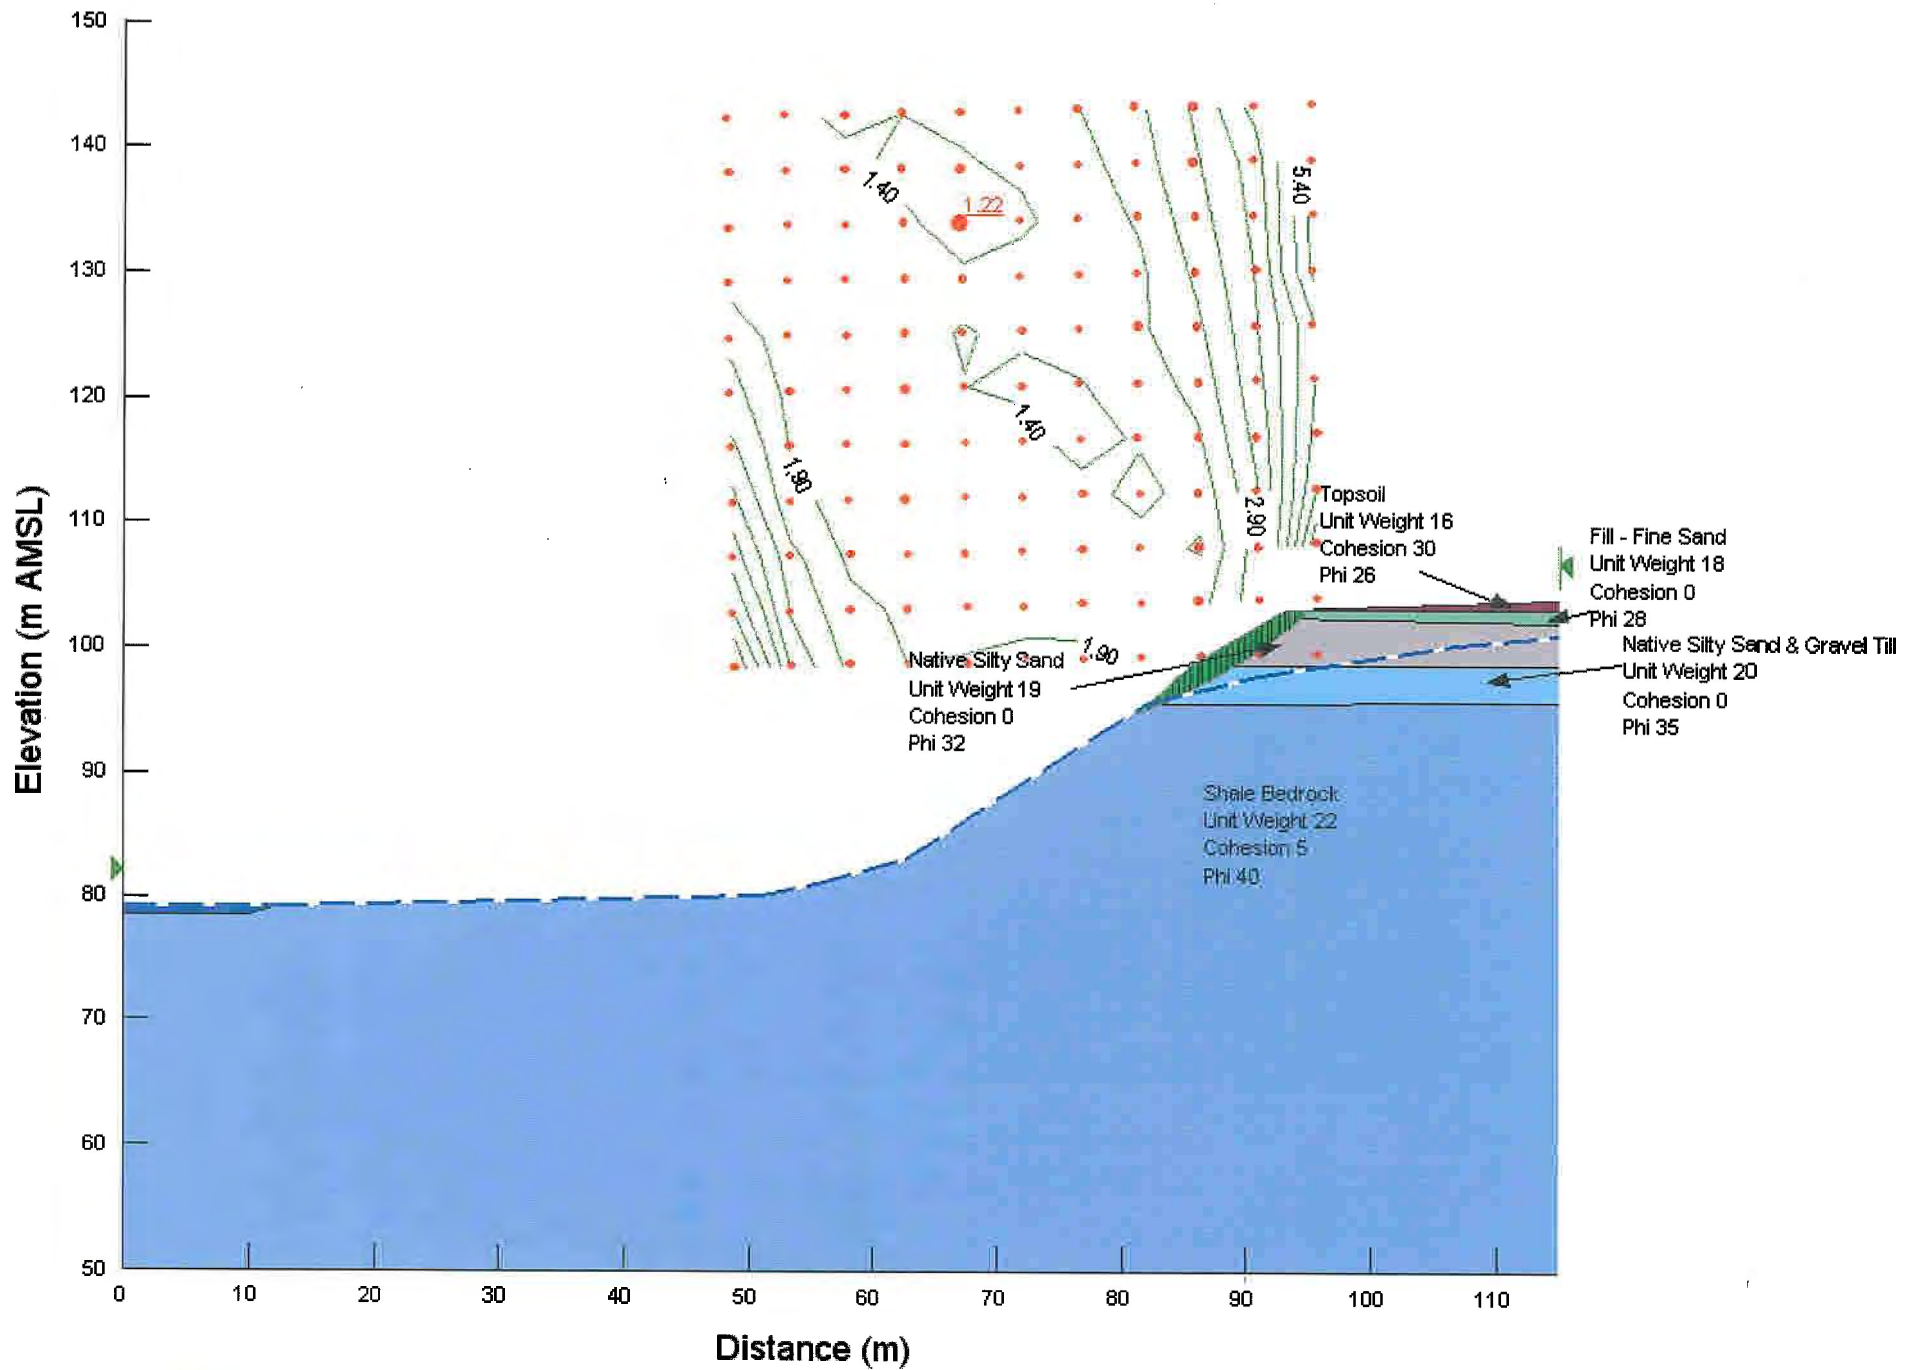 150
140
130
120
110
100
90
80
70
60
50
Elevation (m AMSL)
0
10
20
30
40
50
60
70
80
90
100
110
Distance (m)
1.40
1.22
5.40
1.40
1.90
2.90
1.90
Topsoil
Unit Weight 16
Cohesion 30
Phi 26
Fill - Fine Sand
Unit Weight 18
Cohesion 0
Phi 28
Native Silty Sand & Gravel Till
Unit Weight 20
Cohesion 0
Phi 35
Native Silty Sand
Unit Weight 19
Cohesion 0
Phi 32
Shale Bedrock
Unit Weight 22
Cohesion 5
Phi 40